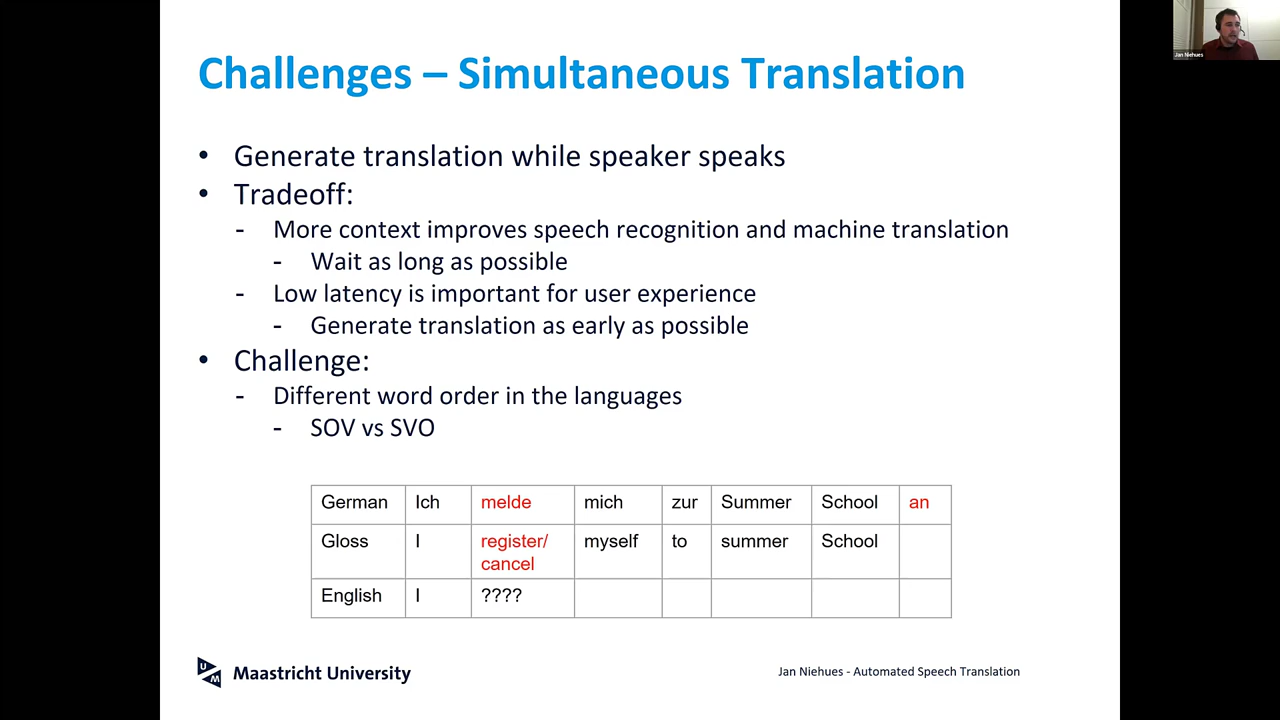 Challenges – Simultaneous Translation
Jan Niehues
• Generate translation while speaker speaks
• Tradeoff:
- More context improves speech recognition and machine translation
- Wait as long as possible
- Low latency is important for user experience
- Generate translation as early as possible
• Challenge:
- Different word order in the languages
- SOV vs SVO
German Ich melde mich zur Summer School an
Gloss I register/ myself to summer School
cancel
English I ????
UM Maastricht University
Jan Niehues - Automated Speech Translation